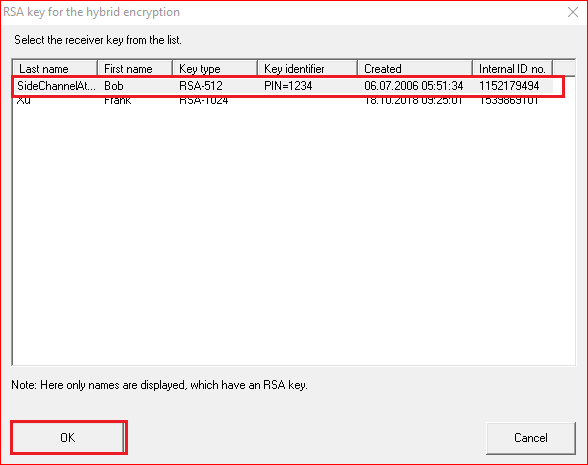 RSA key for the hybrid encryption
Select the receiver key from the list.
Last name First name Key type Key identifier Created Internal ID no.
SideChannelAt... Bob RSA-512 PIN=1234 06.07.2006 05:51:34 1152179494
Xu Frank RSA-1024 18.10.2018 09:25:01 1539869101
Note: Here only names are displayed, which have an RSA key.
OK Cancel